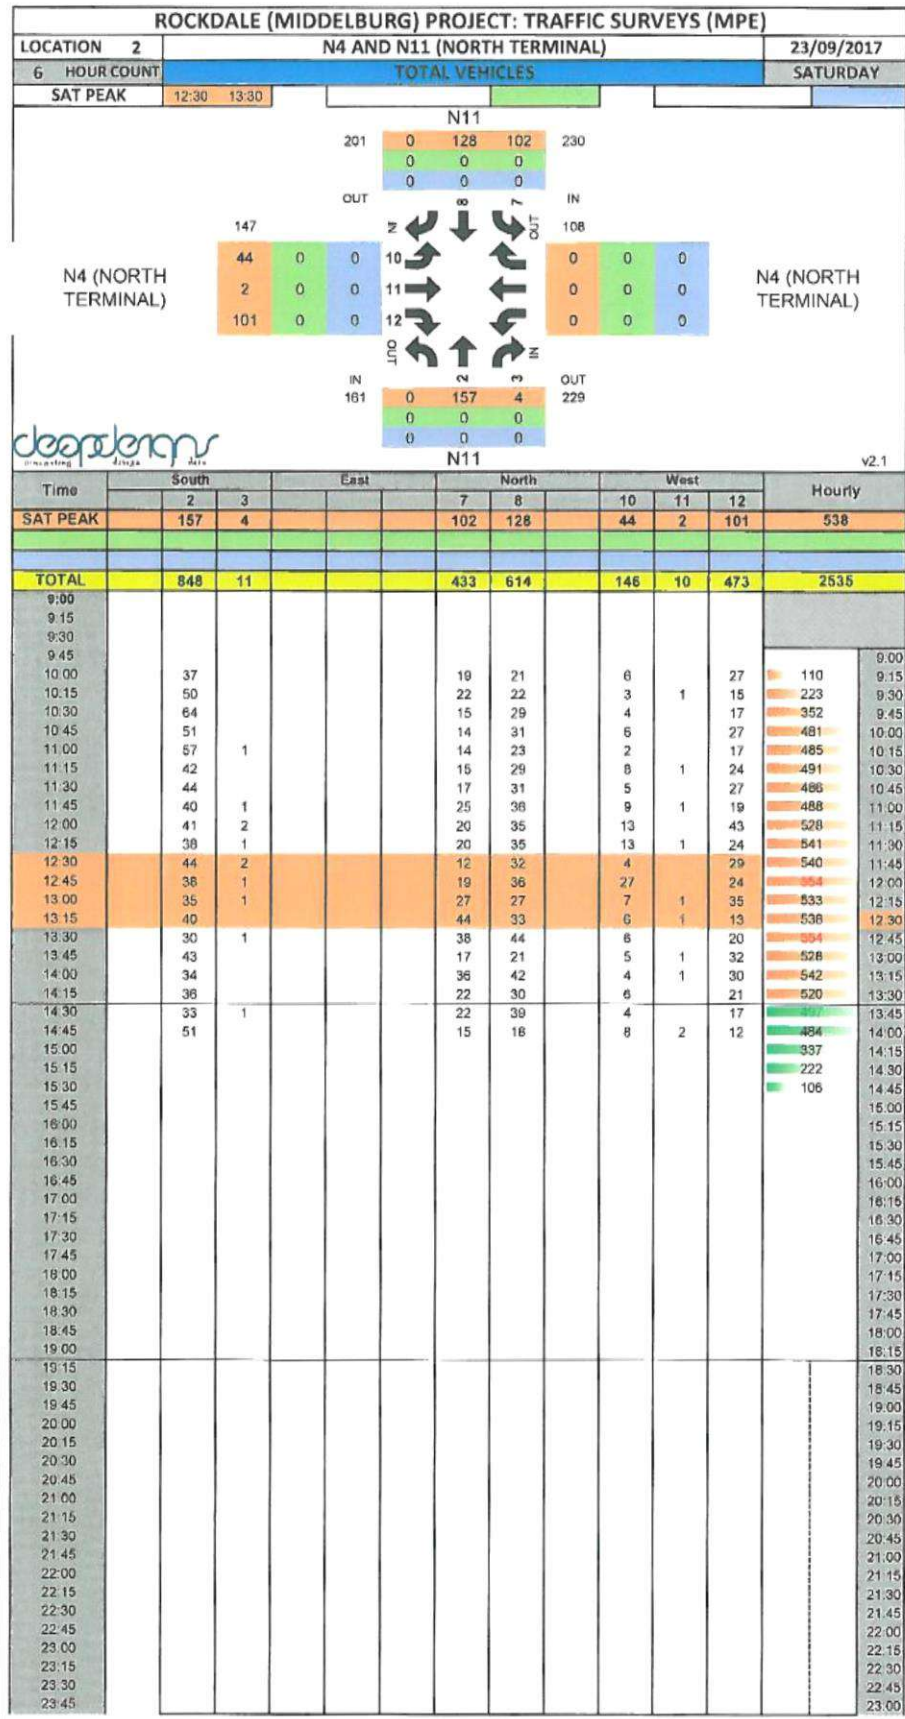 ROCKDALE (MIDDELBURG) PROJECT: TRAFFIC SURVEYS (MPE)
LOCATION 2 N4 AND N11 (NORTH TERMINAL) 23/09/2017
6 HOUR COUNT TOTAL VEHICLES SATURDAY
SAT PEAK 12:30 13:30
N11
201 0 128 102 230
0 0 0
0 0 0
OUT 8 7 IN
147 IN OUT 108
44 0 0 10 0 0 0
N4 (NORTH TERMINAL) 2 0 0 11 0 0 0 N4 (NORTH TERMINAL)
101 0 0 12 0 0 0
OUT IN
IN 2 3 OUT
161 0 157 4 229
0 0 0
0 0 0
deepdesigns
N11 v2.1
Time South East North West Hourly
2 3 7 8 10 11 12
SAT PEAK 157 4 102 128 44 2 101 538
TOTAL 848 11 433 614 146 10 473 2535
9:00
9:15
9:30
9:45 9:00
10:00 37 19 21 6 27 110 9:15
10:15 50 22 22 3 1 15 223 9:30
10:30 64 15 29 4 17 352 9:45
10:45 51 14 31 6 27 481 10:00
11:00 57 1 14 23 2 17 485 10:15
11:15 42 15 29 8 1 24 491 10:30
11:30 44 17 31 5 27 486 10:45
11:45 40 1 25 36 9 1 19 488 11:00
12:00 41 2 20 35 13 43 528 11:15
12:15 38 1 20 35 13 1 24 541 11:30
12:30 44 2 12 32 4 29 540 11:45
12:45 38 1 19 36 27 24 554 12:00
13:00 35 1 27 27 7 1 35 533 12:15
13:15 40 44 33 6 1 13 538 12:30
13:30 30 1 38 44 6 20 554 12:45
13:45 43 17 21 5 1 32 528 13:00
14:00 34 36 42 4 1 30 542 13:15
14:15 36 22 30 6 21 520 13:30
14:30 33 1 22 39 4 17 497 13:45
14:45 51 15 18 8 2 12 484 14:00
15:00 337 14:15
15:15 222 14:30
15:30 106 14:45
15:45 15:00
16:00 15:15
16:15 15:30
16:30 15:45
16:45 16:00
17:00 16:15
17:15 16:30
17:30 16:45
17:45 17:00
18:00 17:15
18:15 17:30
18:30 17:45
18:45 18:00
19:00 18:15
19:15 18:30
19:30 18:45
19:45 19:00
20:00 19:15
20:15 19:30
20:30 19:45
20:45 20:00
21:00 20:15
21:15 20:30
21:30 20:45
21:45 21:00
22:00 21:15
22:15 21:30
22:30 21:45
22:45 22:00
23:00 22:15
23:15 22:30
23:30 22:45
23:45 23:00